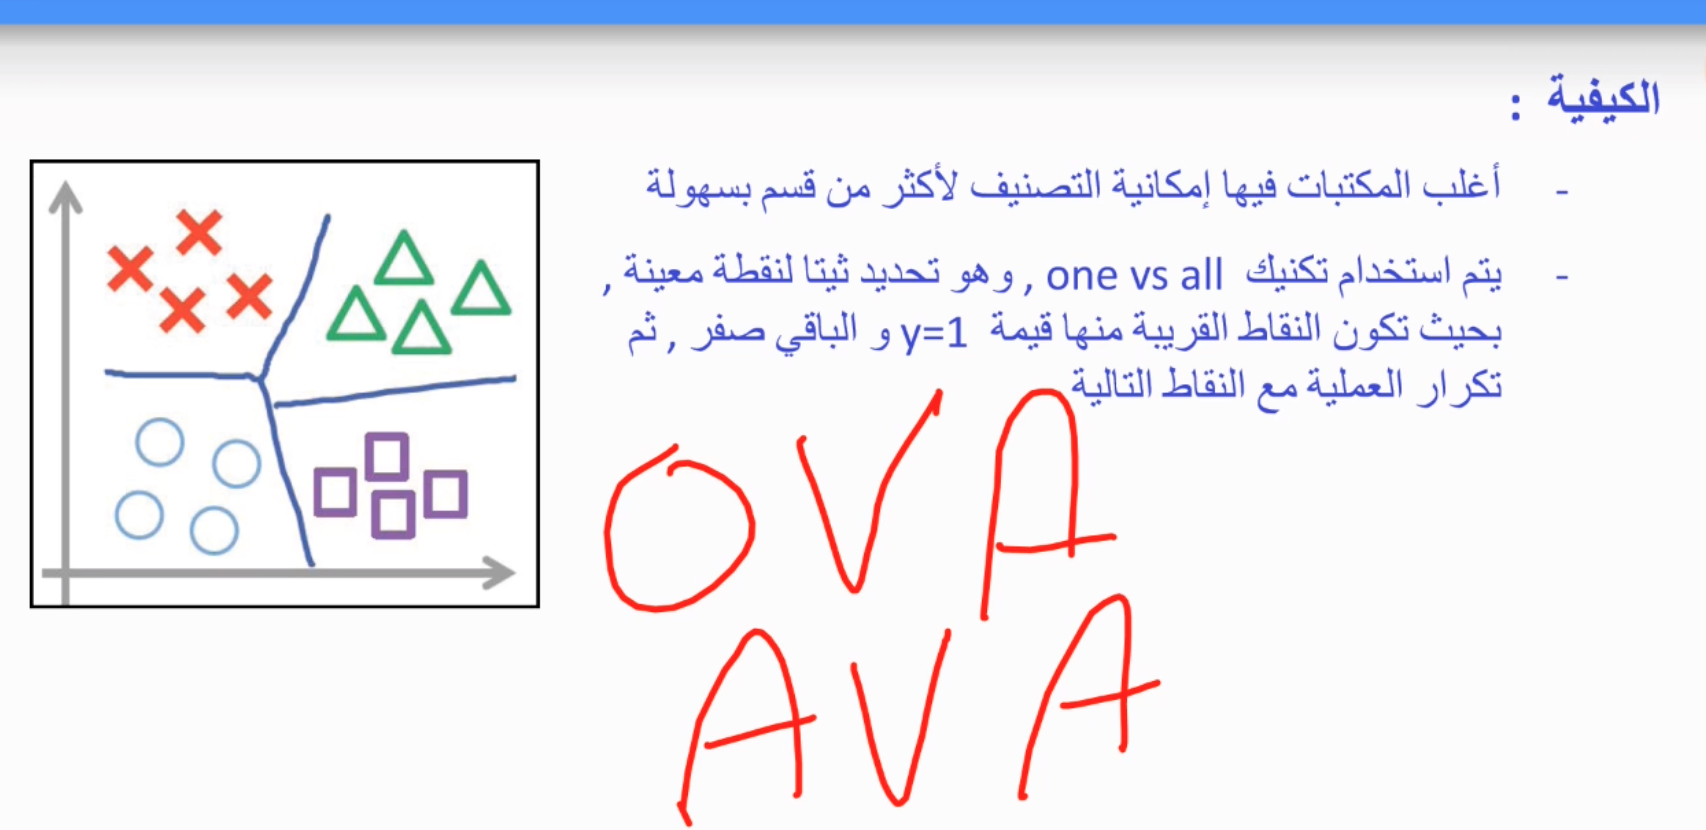 الكيفية :
- أغلب المكتبات فيها إمكانية التصنيف لأكثر من قسم بسهولة
- يتم استخدام تكنيك one vs all , وهو تحديد ثيتا لنقطة معينة ,
بحيث تكون النقاط القريبة منها قيمة y=1 و الباقي صفر , ثم
تكرار العملية مع النقاط التالية
OVA
AVA